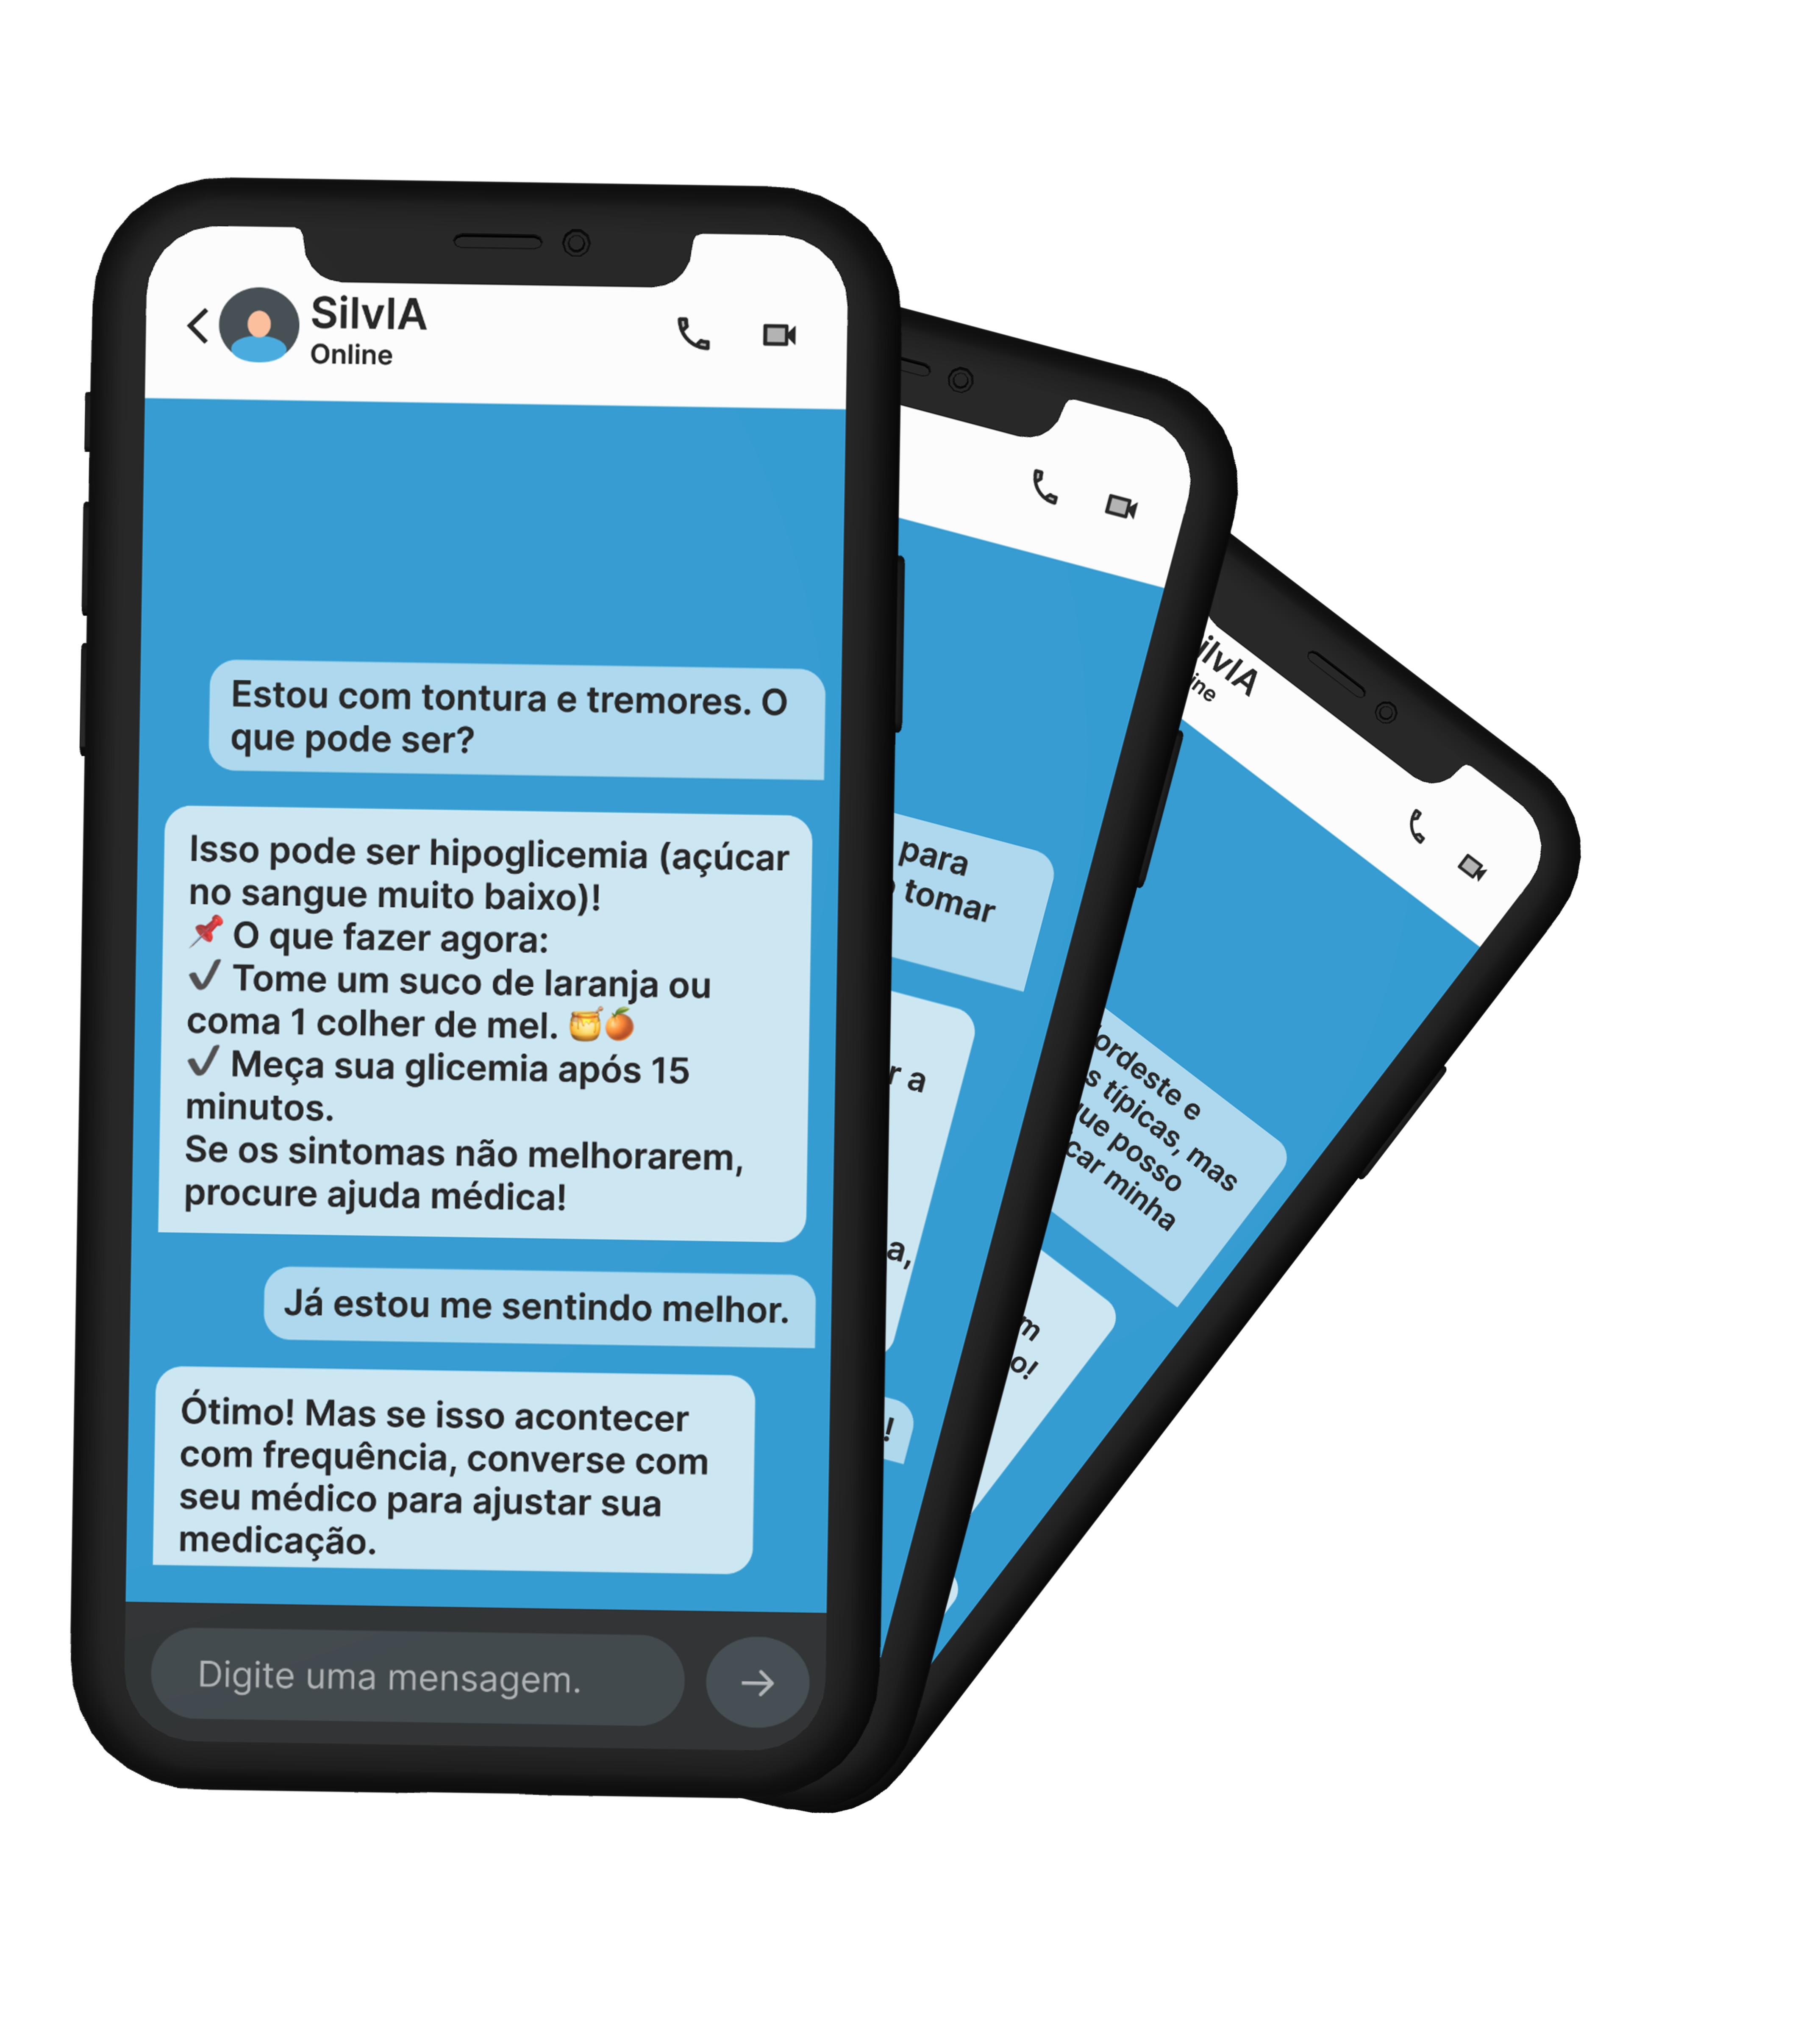 SilvIA
Online
Estou com tontura e tremores. O
que pode ser?
Isso pode ser hipoglicemia (açúcar
no sangue muito baixo)!
📌 O que fazer agora:
✔ Tome um suco de laranja ou
coma 1 colher de mel. 🍯🍊
✔ Meça sua glicemia após 15
minutos.
Se os sintomas não melhorarem,
procure ajuda médica!
Já estou me sentindo melhor.
Ótimo! Mas se isso acontecer
com frequência, converse com
seu médico para ajustar sua
medicação.
Digite uma mensagem.
para
tomar
r a
a,
!
ilvIA
ine
ordeste e
s típicas, mas
ue posso
car minha
m
o!